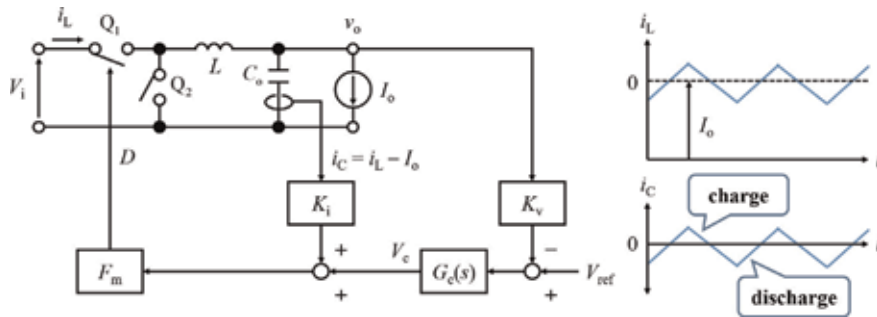 i_L
Q_1
v_o
L
C_o
Q_2
V_i
I_o
D
i_C = i_L − I_o
K_i
K_v
+
−
F_m
V_c
G_c(s)
V_ref
+
+
i_L
0
I_o
t
i_C
charge
0
t
discharge